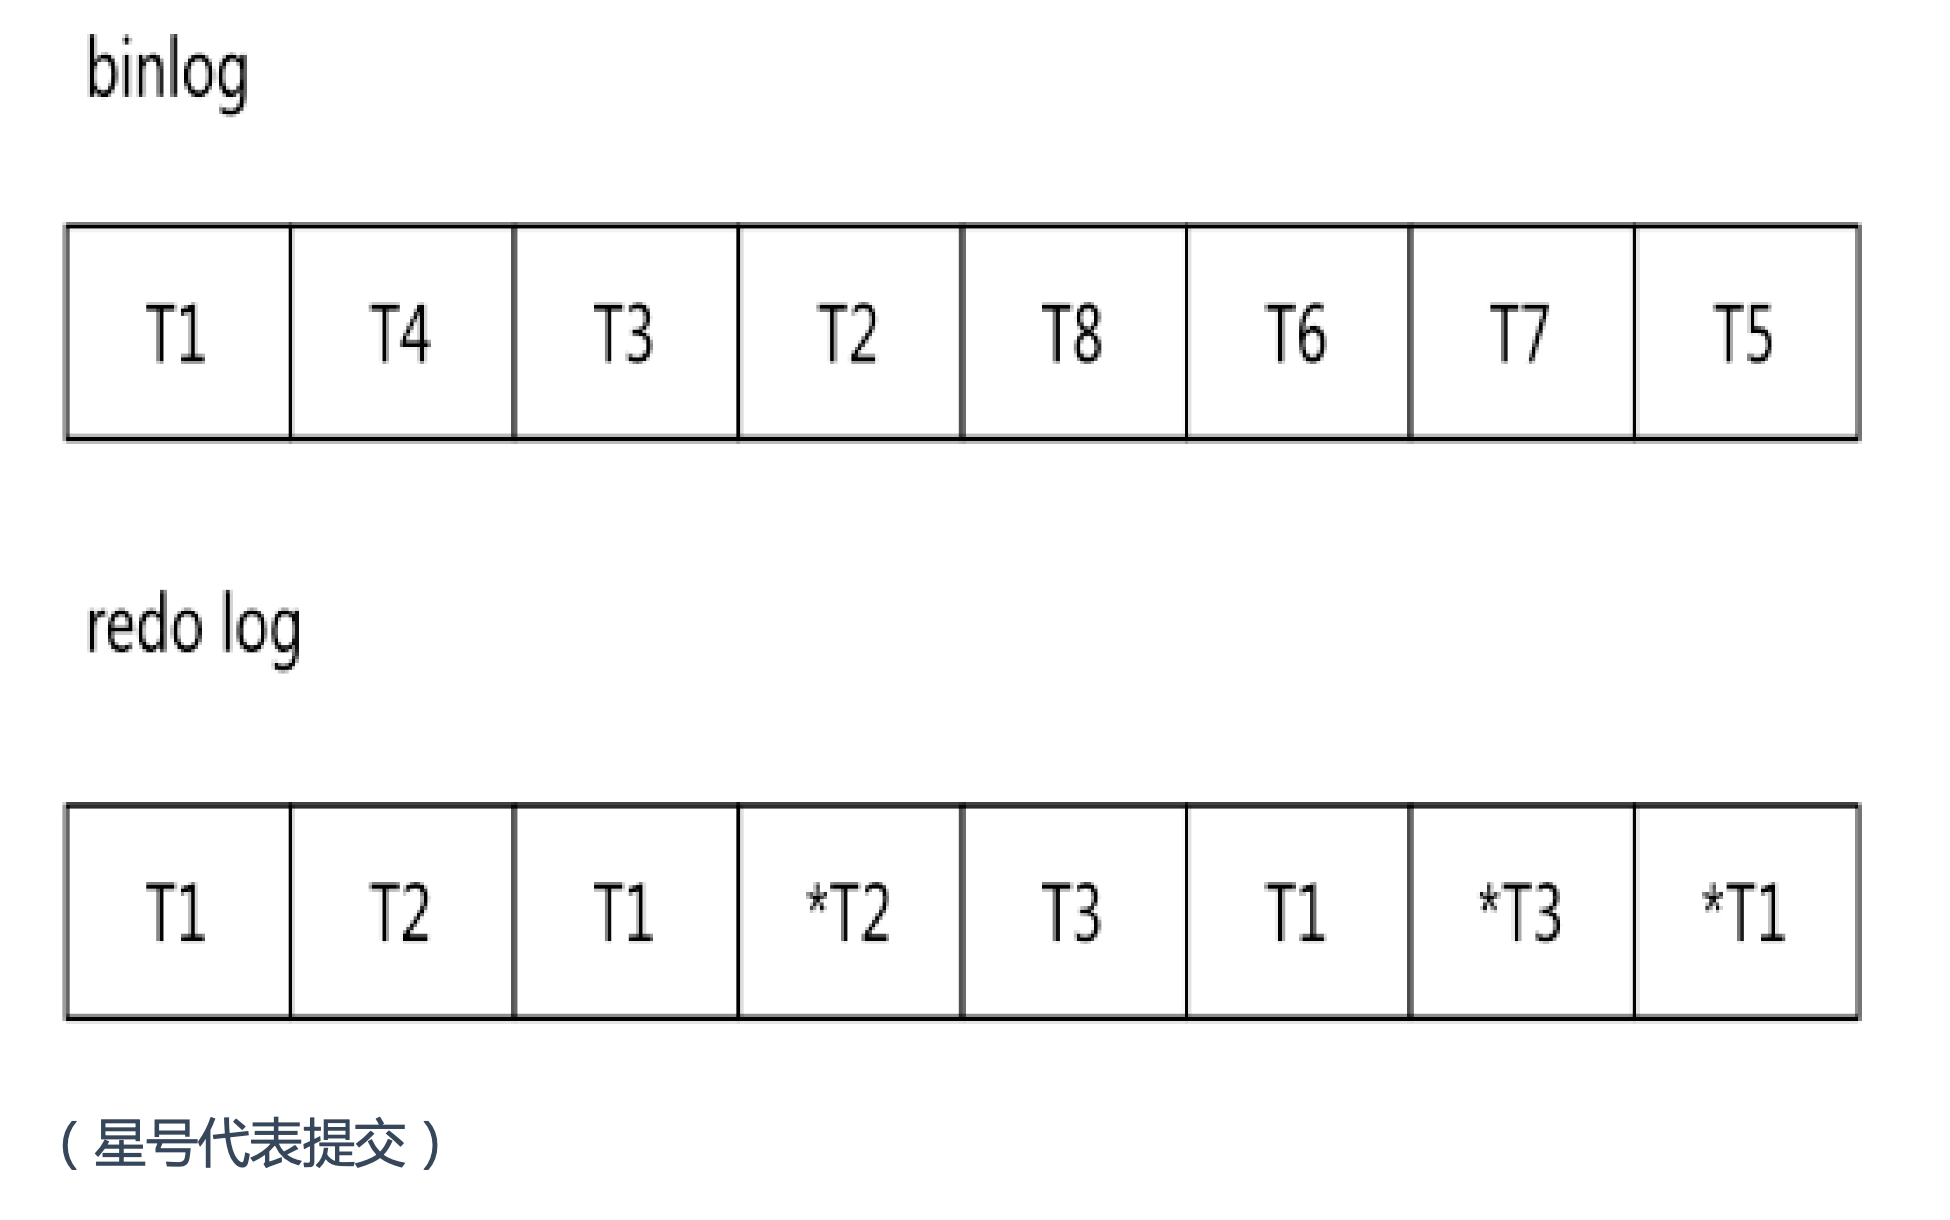 binlog
T1 T4 T3 T2 T8 T6 T7 T5
redo log
T1 T2 T1 *T2 T3 T1 *T3 *T1
（星号代表提交）